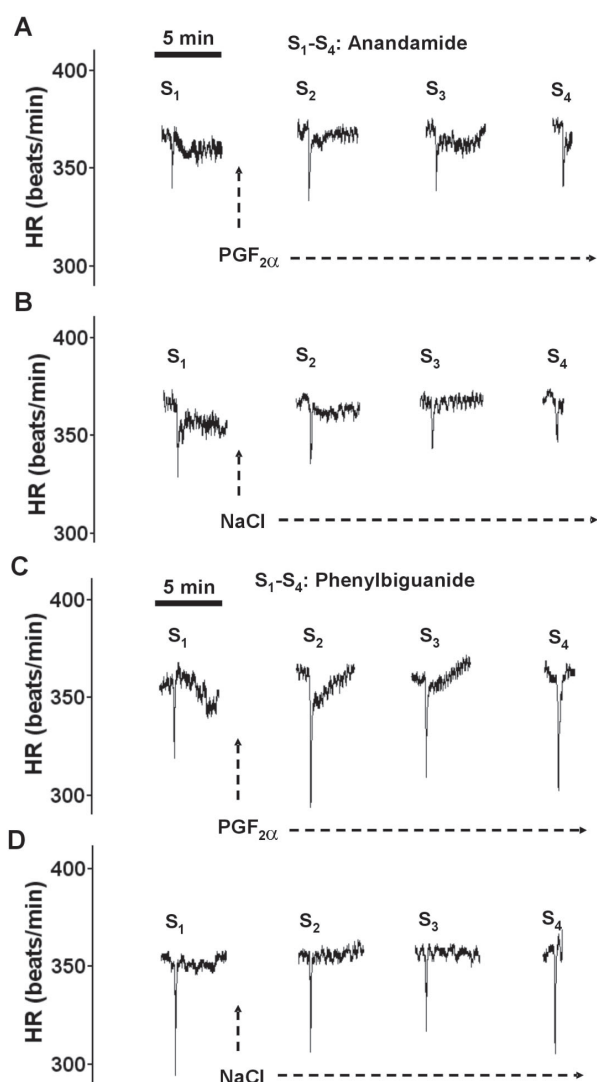 A
5 min
S1-S4: Anandamide
HR (beats/min)
400
350
300
S1
S2
S3
S4
PGF2α
B
HR (beats/min)
400
350
300
S1
S2
S3
S4
NaCl
C
5 min
S1-S4: Phenylbiguanide
HR (beats/min)
400
350
300
S1
S2
S3
S4
PGF2α
D
HR (beats/min)
400
350
300
S1
S2
S3
S4
NaCl